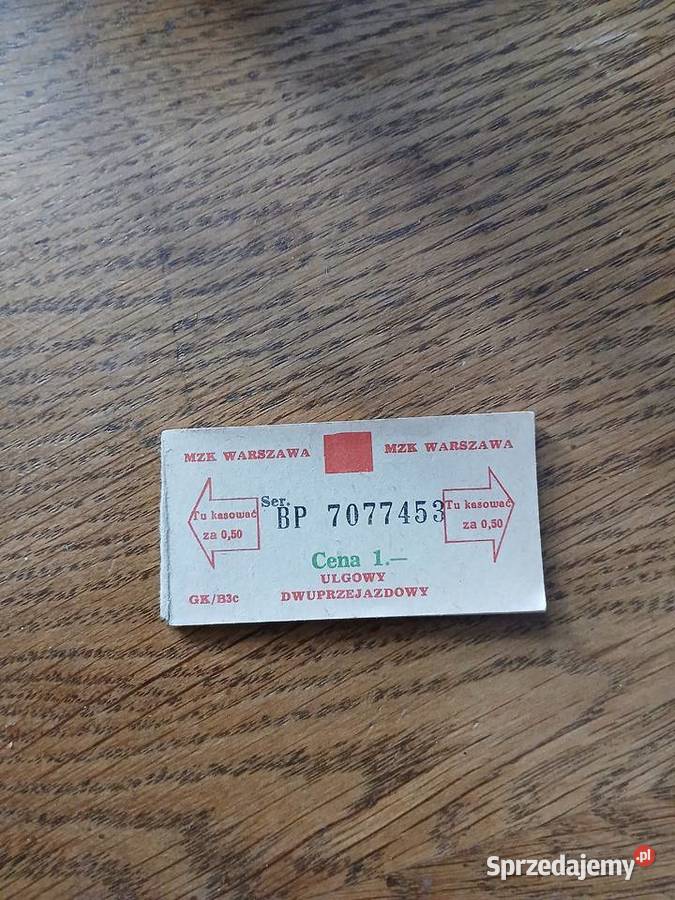 MZK WARSZAWA MZK WARSZAWA
Tu kasować
za 0,50
Ser.
BP 7077453
Tu kasować
za 0,50
Cena 1.—
ULGOWY
GK/B3c DWUPRZEJAZDOWY
Sprzedajemy.pl